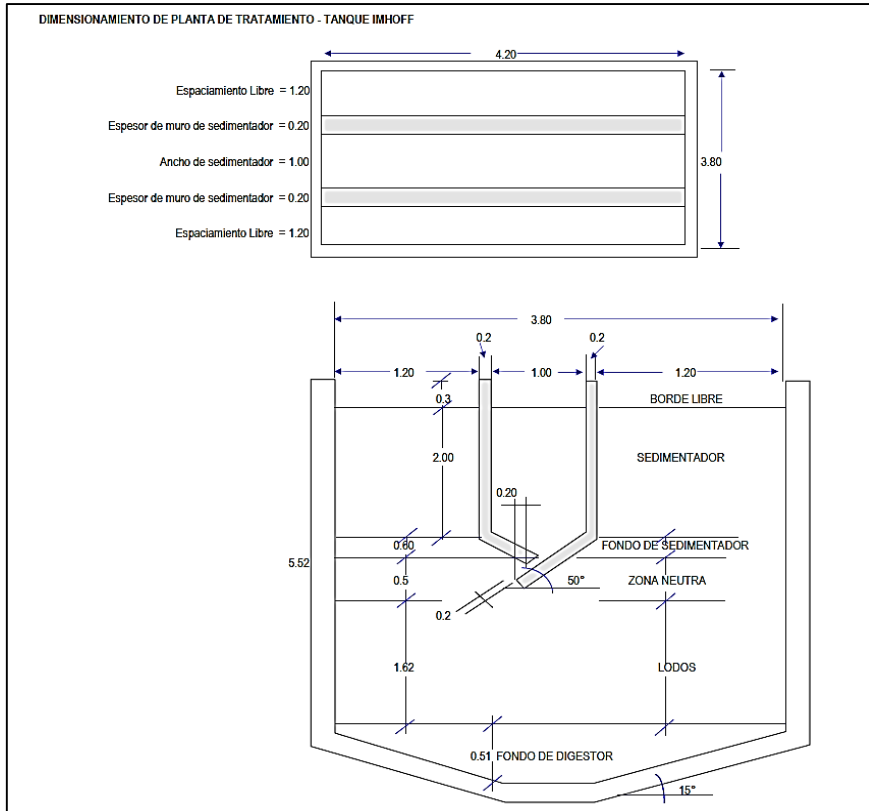 DIMENSIONAMIENTO DE PLANTA DE TRATAMIENTO - TANQUE IMHOFF
4.20
Espaciamiento Libre = 1.20
Espesor de muro de sedimentador = 0.20
Ancho de sedimentador = 1.00
3.80
Espesor de muro de sedimentador = 0.20
Espaciamiento Libre = 1.20
3.80
0.2 0.2
1.20 1.00 1.20
0.3 BORDE LIBRE
2.00 SEDIMENTADOR
0.20
0.60 FONDO DE SEDIMENTADOR
5.52
0.5 50° ZONA NEUTRA
0.2
1.62 LODOS
0.51 FONDO DE DIGESTOR
15°